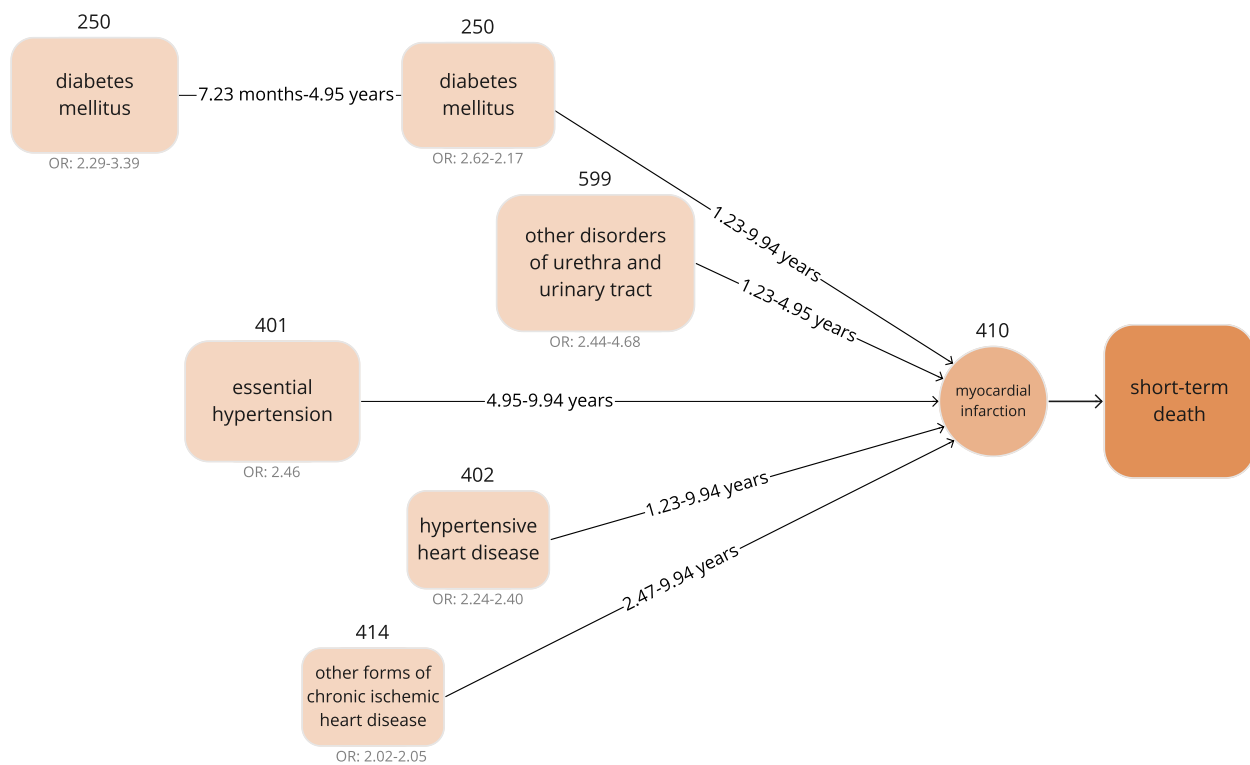 250
diabetes
mellitus
OR: 2.29-3.39
7.23 months-4.95 years
250
diabetes
mellitus
OR: 2.62-2.17
1.23-9.94 years
599
other disorders
of urethra and
urinary tract
OR: 2.44-4.68
1.23-4.95 years
401
essential
hypertension
OR: 2.46
4.95-9.94 years
410
myocardial
infarction
short-term
death
402
hypertensive
heart disease
OR: 2.24-2.40
1.23-9.94 years
414
other forms of
chronic ischemic
heart disease
OR: 2.02-2.05
2.47-9.94 years